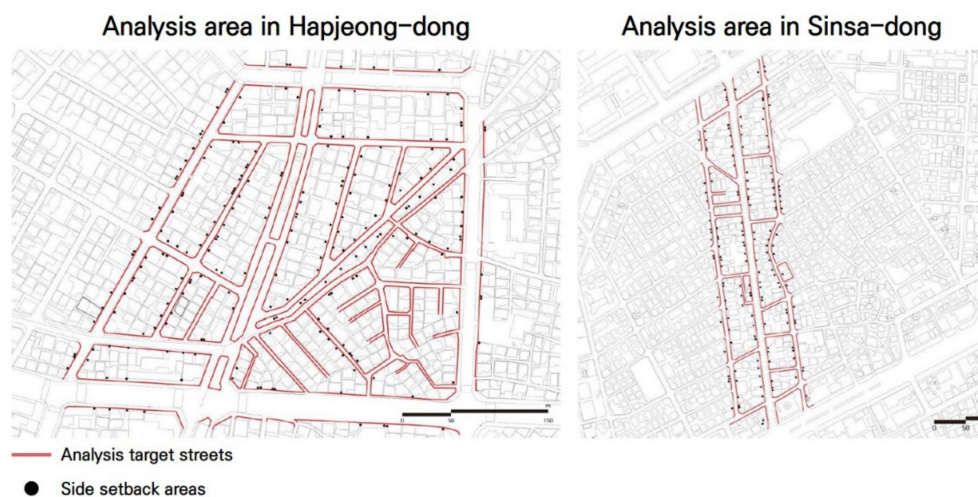 Analysis area in Hapjeong-dong
Analysis area in Sinsa-dong
m
0 50 150
0 50
Analysis target streets
Side setback areas